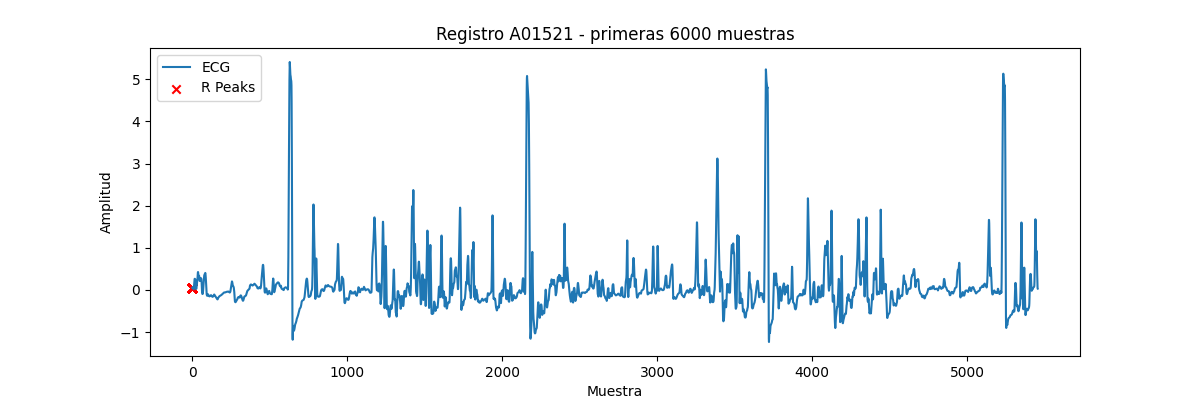 Registro A01521 - primeras 6000 muestras
ECG
R Peaks
5
4
3
2
1
0
−1
Amplitud
0
1000
2000
3000
4000
5000
Muestra